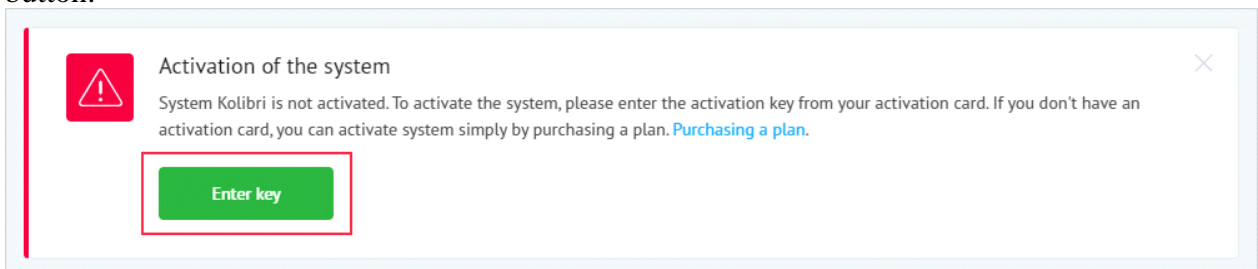 button.
Activation of the system
System Kolibri is not activated. To activate the system, please enter the activation key from your activation card. If you don't have an
activation card, you can activate system simply by purchasing a plan. Purchasing a plan.
Enter key